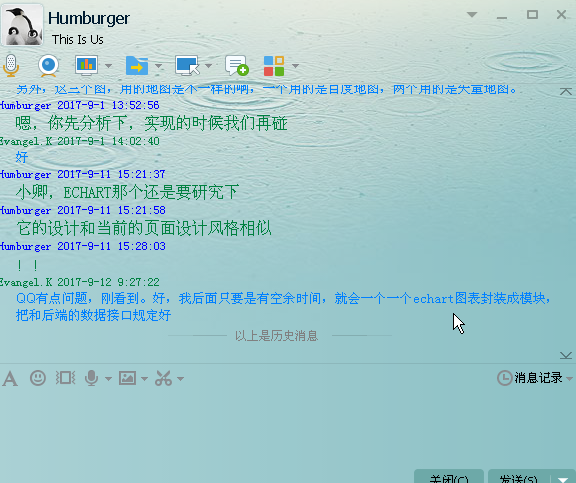 Humburger
This Is Us
另外，这三个图，用的地图是不一样的啊，一个用的是百度地图，两个用的是矢量地图。
Humburger 2017-9-1 13:52:56
嗯，你先分析下，实现的时候我们再碰
Evangel.K 2017-9-1 14:02:40
好
Humburger 2017-9-11 15:21:37
小卿，ECHART那个还是要研究下
Humburger 2017-9-11 15:21:58
它的设计和当前的页面设计风格相似
Humburger 2017-9-11 15:28:03
！！
Evangel.K 2017-9-12 9:27:22
QQ有点问题，刚看到。好，我后面只要是有空余时间，就会一个一个echart图表封装成模块，
把和后端的数据接口规定好
以上是历史消息
消息记录
关闭(C) 发送(S)